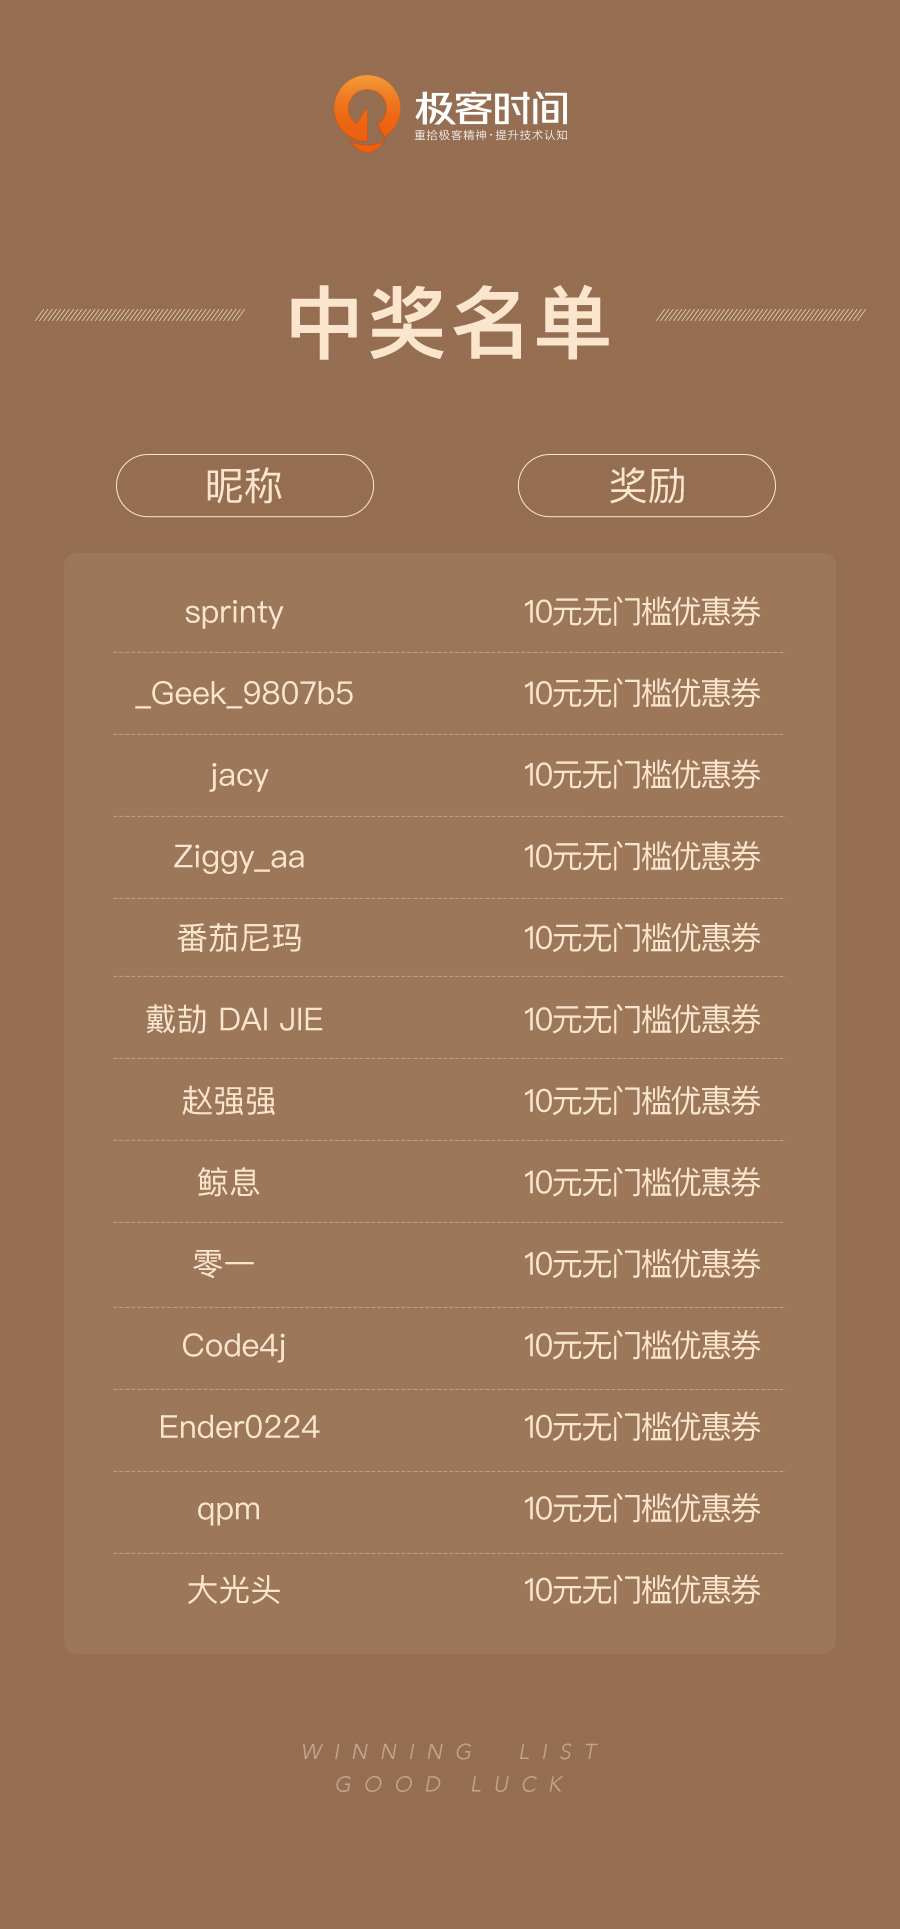 极客时间
重拾极客精神·提升技术认知
中奖名单
昵称 奖励
sprinty 10元无门槛优惠券
_Geek_9807b5 10元无门槛优惠券
jacy 10元无门槛优惠券
Ziggy_aa 10元无门槛优惠券
番茄尼玛 10元无门槛优惠券
戴劼 DAI JIE 10元无门槛优惠券
赵强强 10元无门槛优惠券
鲸息 10元无门槛优惠券
零一 10元无门槛优惠券
Code4j 10元无门槛优惠券
Ender0224 10元无门槛优惠券
qpm 10元无门槛优惠券
大光头 10元无门槛优惠券
WINNING LIST
GOOD LUCK